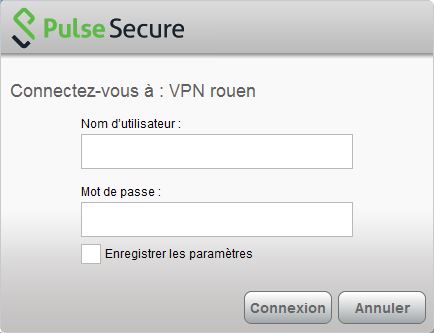 Pulse Secure
Connectez-vous à : VPN rouen
Nom d'utilisateur :
Mot de passe :
Enregistrer les paramètres
Connexion Annuler